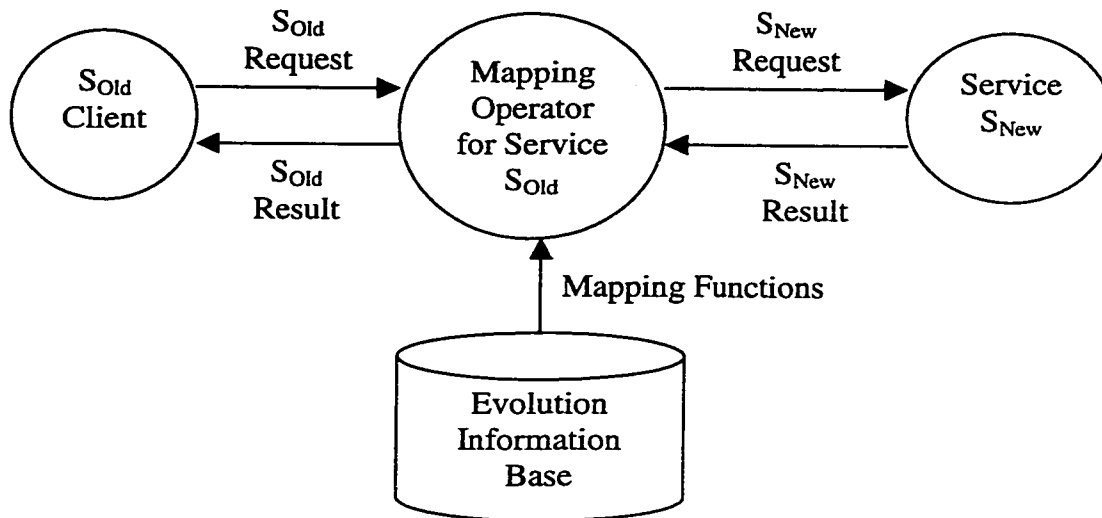 S_Old
Request
S_New
Request
S_Old
Client
Mapping
Operator
for Service
S_Old
Service
S_New
S_Old
Result
S_New
Result
Mapping Functions
Evolution
Information
Base